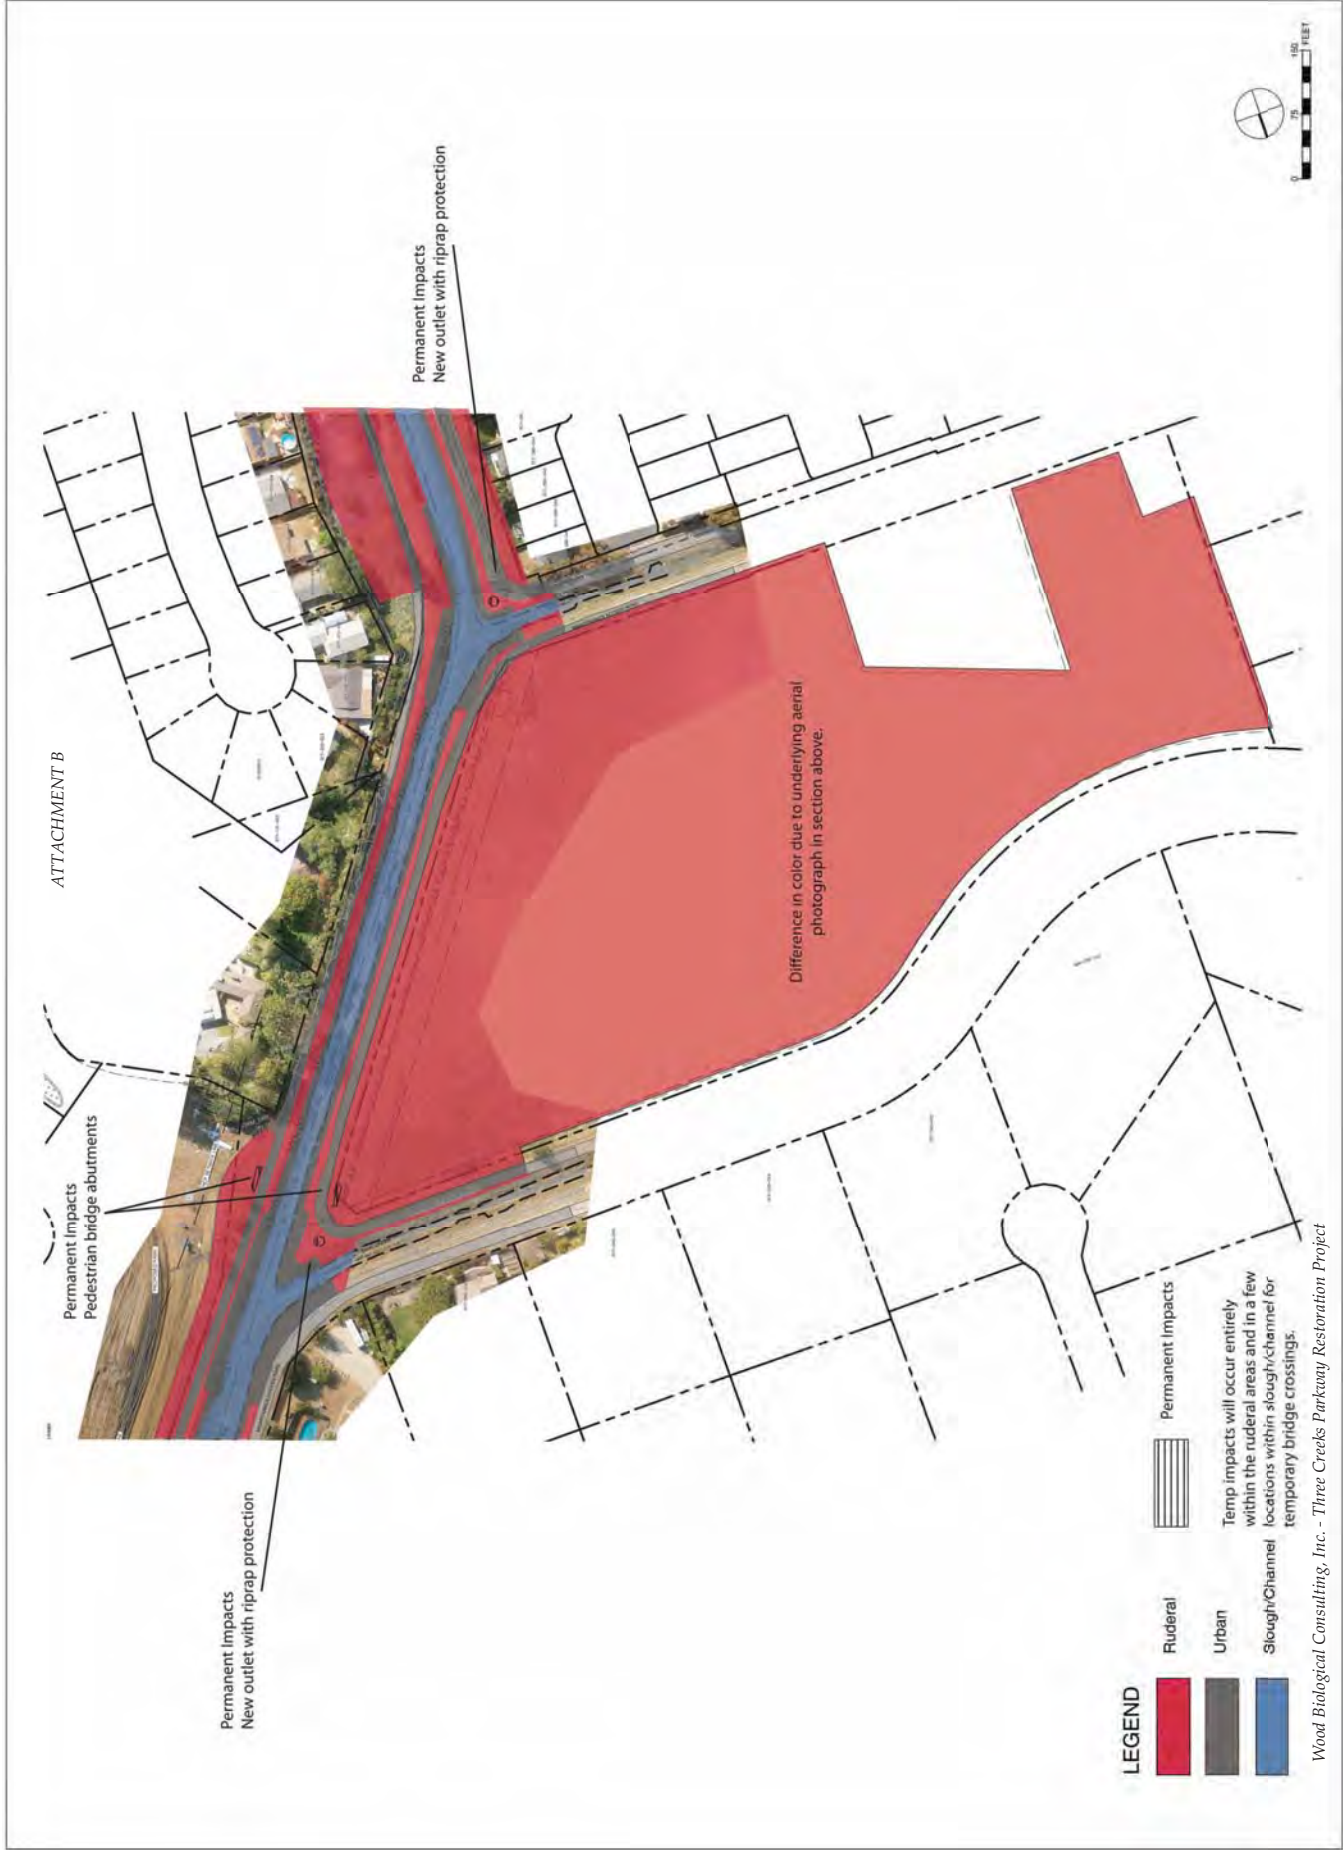 ATTACHMENT B
Permanent Impacts
New outlet with riprap protection
Permanent Impacts
Pedestrian bridge abutments
Permanent Impacts
New outlet with riprap protection
Difference in color due to underlying aerial
photograph in section above.
0 75 150
FEET
LEGEND
Ruderal
Urban
Slough/Channel
Permanent Impacts
Temp impacts will occur entirely
within the ruderal areas and in a few
locations within slough/channel for
temporary bridge crossings.
Wood Biological Consulting, Inc. - Three Creeks Parkway Restoration Project